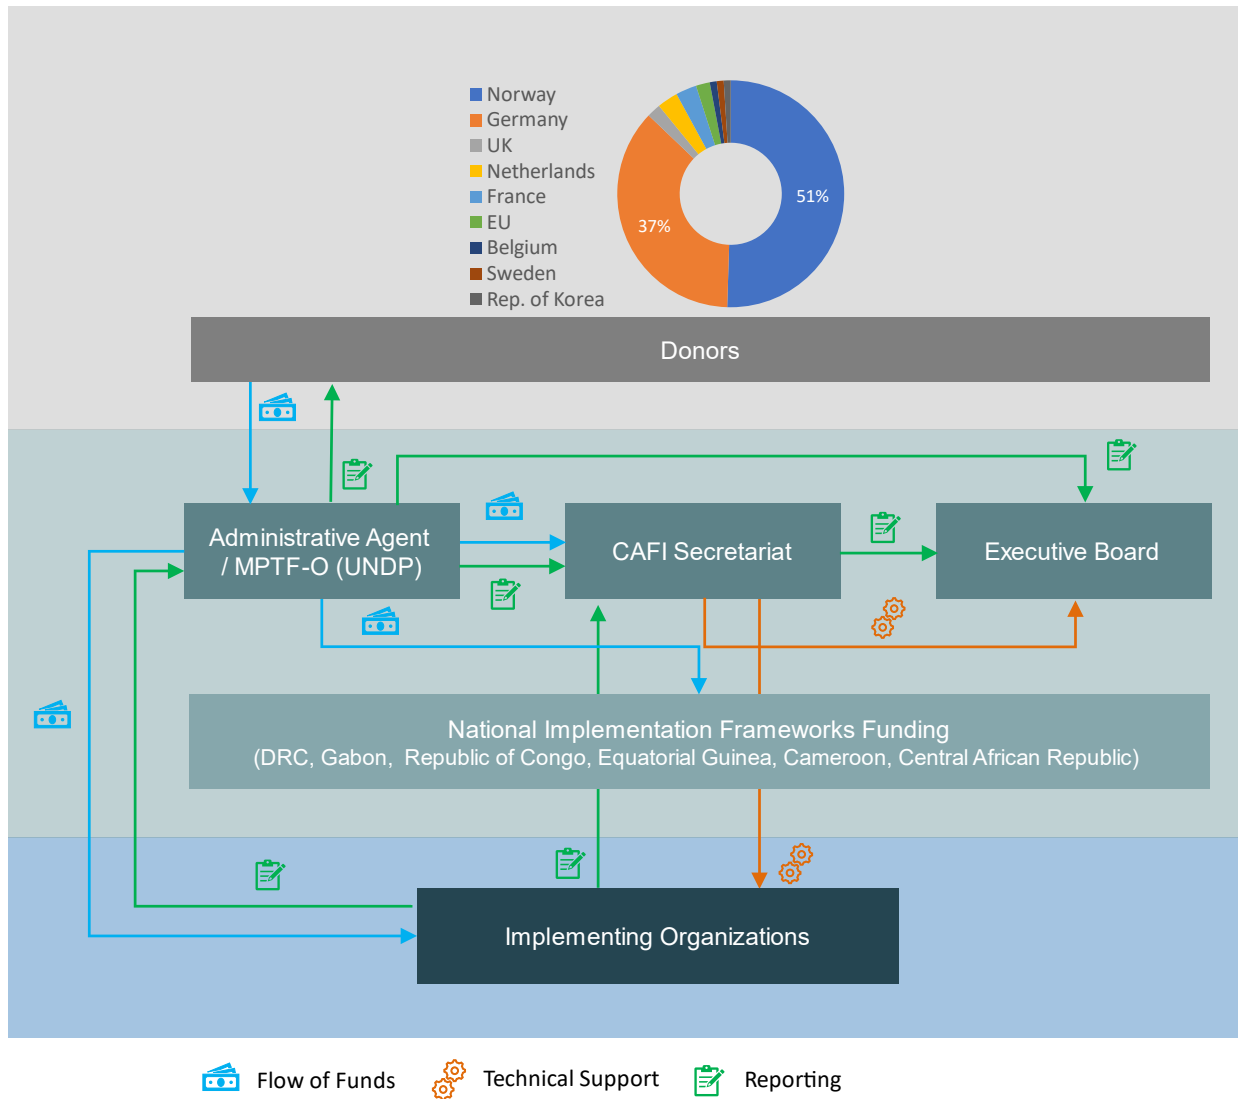 Norway
Germany
UK
Netherlands
France
EU
Belgium
Sweden
Rep. of Korea
51%
37%
Donors
Administrative Agent
/ MPTF-O (UNDP)
CAFI Secretariat
Executive Board
National Implementation Frameworks Funding
(DRC, Gabon, Republic of Congo, Equatorial Guinea, Cameroon, Central African Republic)
Implementing Organizations
Flow of Funds
Technical Support
Reporting